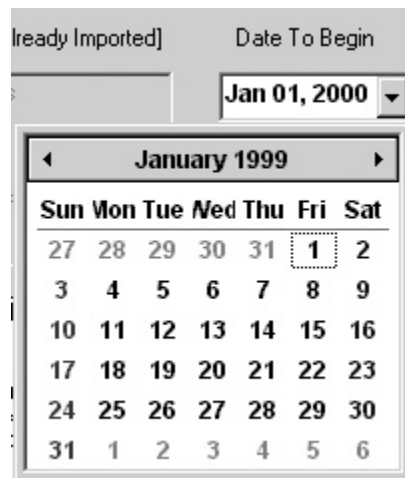 lready Imported] Date To Begin
Jan 01, 2000
January 1999
Sun Mon Tue Wed Thu Fri Sat
27 28 29 30 31 1 2
3 4 5 6 7 8 9
10 11 12 13 14 15 16
17 18 19 20 21 22 23
24 25 26 27 28 29 30
31 1 2 3 4 5 6